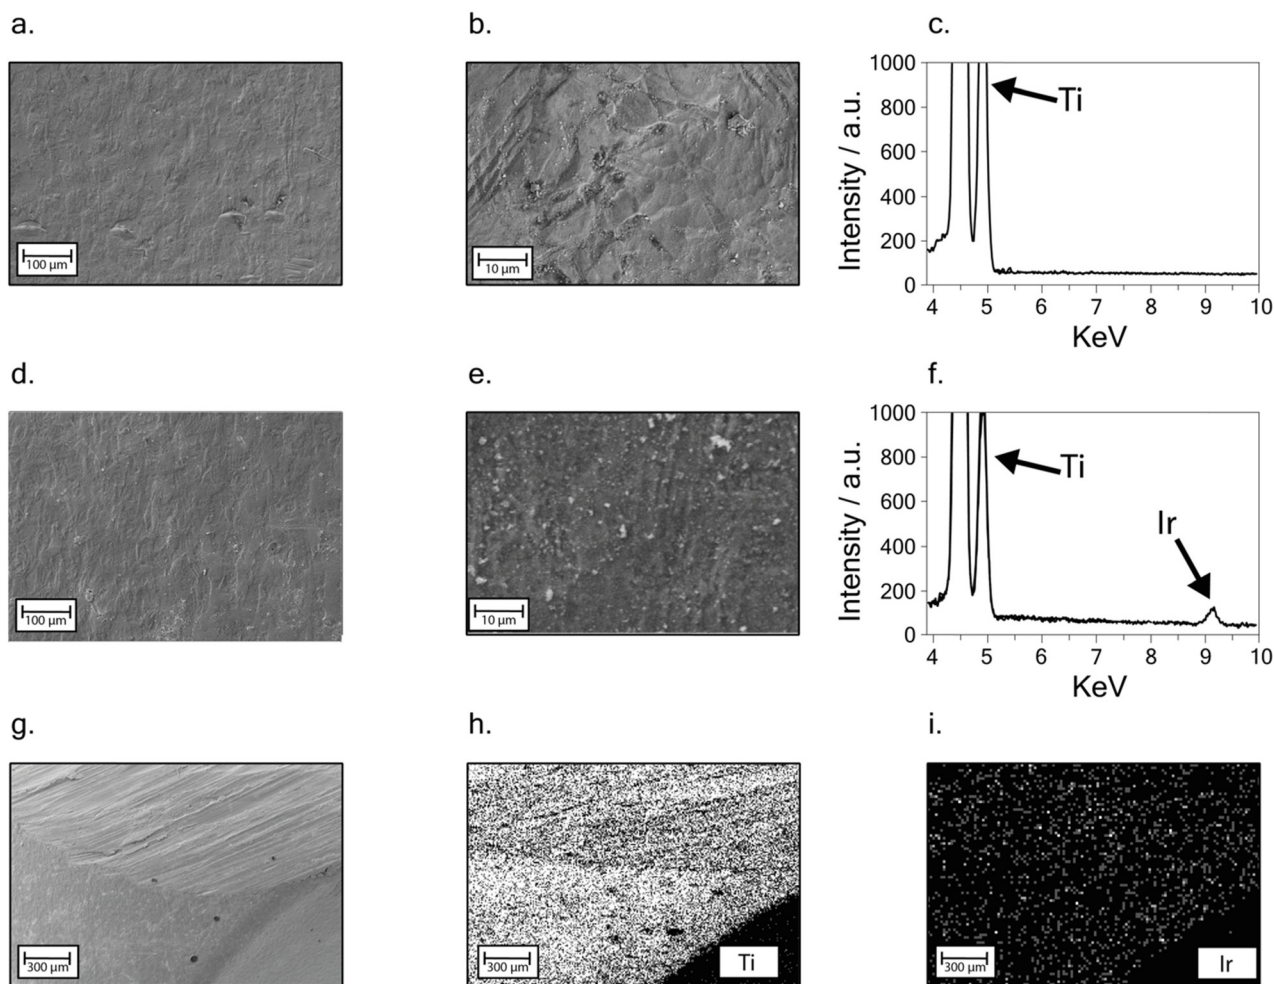 a.
b.
c.
100 µm
10 µm
1000
800
600
400
200
0
Intensity / a.u.
Ti
4 5 6 7 8 9 10
KeV
d.
e.
f.
100 µm
10 µm
1000
800
600
400
200
0
Intensity / a.u.
Ti
Ir
4 5 6 7 8 9 10
KeV
g.
h.
i.
300 µm
300 µm
Ti
300 µm
Ir